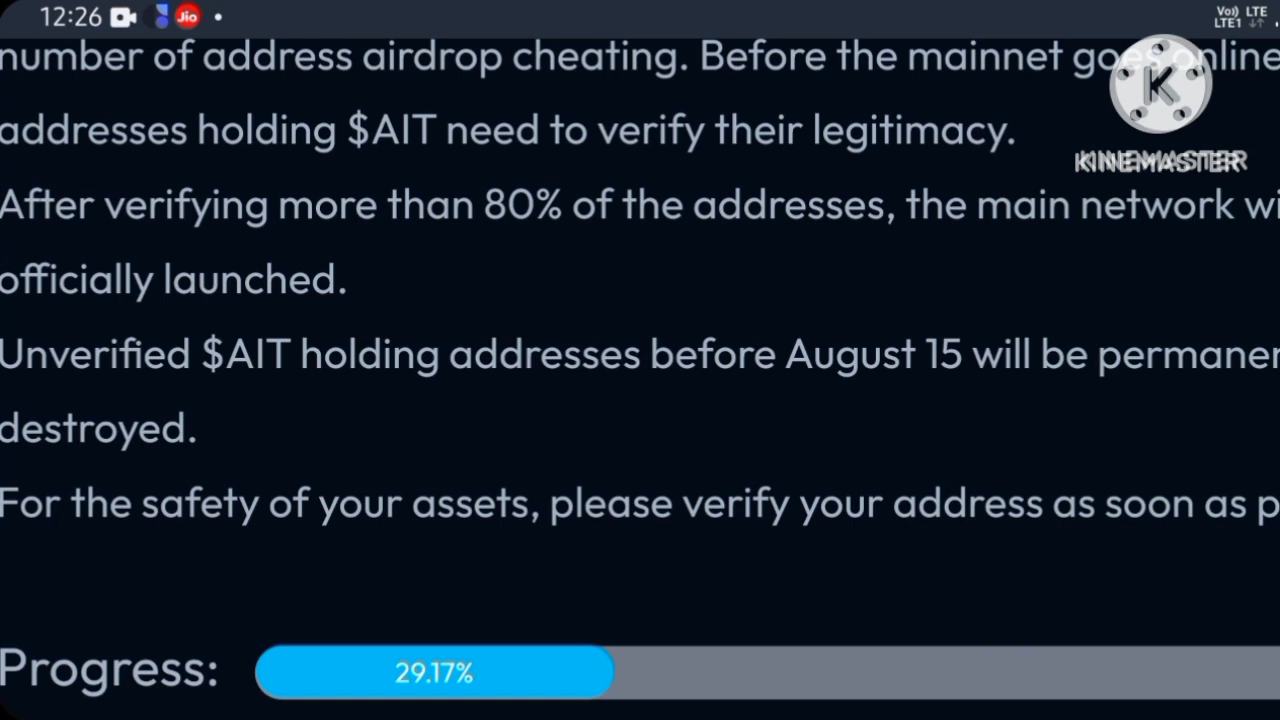 12:26 Jio Vo)) LTE LTE1
number of address airdrop cheating. Before the mainnet goes online
addresses holding $AIT need to verify their legitimacy.
K
KINEMASTER
After verifying more than 80% of the addresses, the main network wi
officially launched.
Unverified $AIT holding addresses before August 15 will be permaner
destroyed.
For the safety of your assets, please verify your address as soon as p
Progress: 29.17%